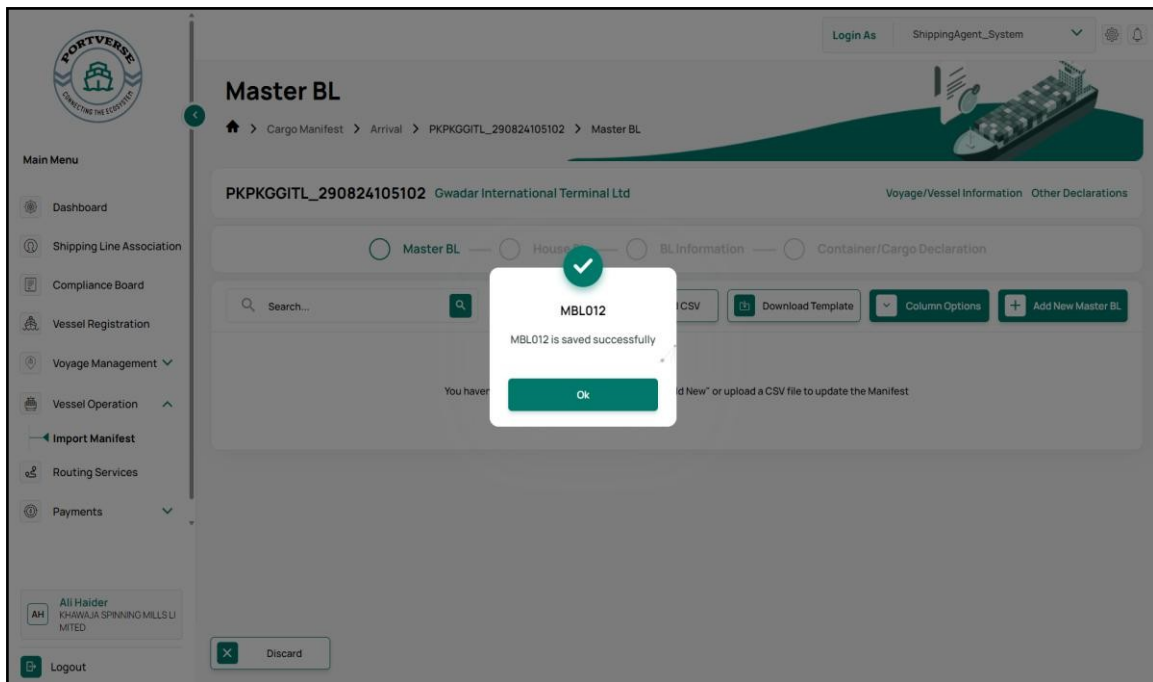 PORTVERSE
CONNECTING THE ECOSYSTEM
Login As ShippingAgent_System
Master BL
> Cargo Manifest > Arrival > PKPKGGITL_290824105102 > Master BL
Main Menu
PKPKGGITL_290824105102 Gwadar International Terminal Ltd Voyage/Vessel Information Other Declarations
Dashboard
Shipping Line Association
Master BL House BL Information Container/Cargo Declaration
Compliance Board
Search... CSV Download Template Column Options + Add New Master BL
MBL012
Vessel Registration
MBL012 is saved successfully
Voyage Management
You haven New" or upload a CSV file to update the Manifest
Ok
Vessel Operation
Import Manifest
Routing Services
Payments
AH Ali Haider
KHAWAJA SPINNING MILLS LI
MITED
X Discard
Logout